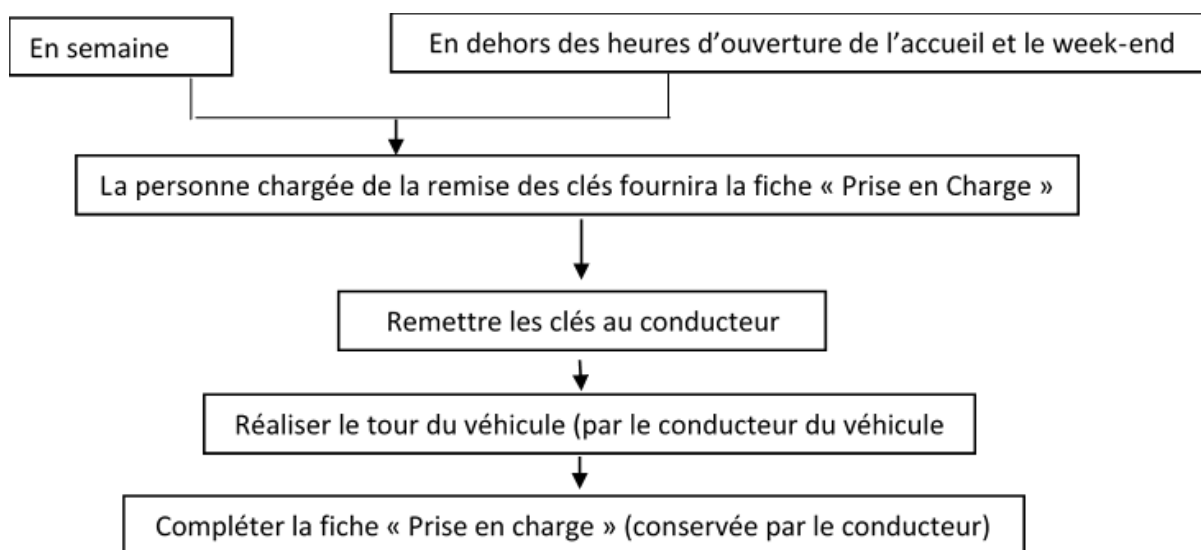 En semaine
En dehors des heures d’ouverture de l’accueil et le week-end
La personne chargée de la remise des clés fournira la fiche « Prise en Charge »
Remettre les clés au conducteur
Réaliser le tour du véhicule (par le conducteur du véhicule
Compléter la fiche « Prise en charge » (conservée par le conducteur)